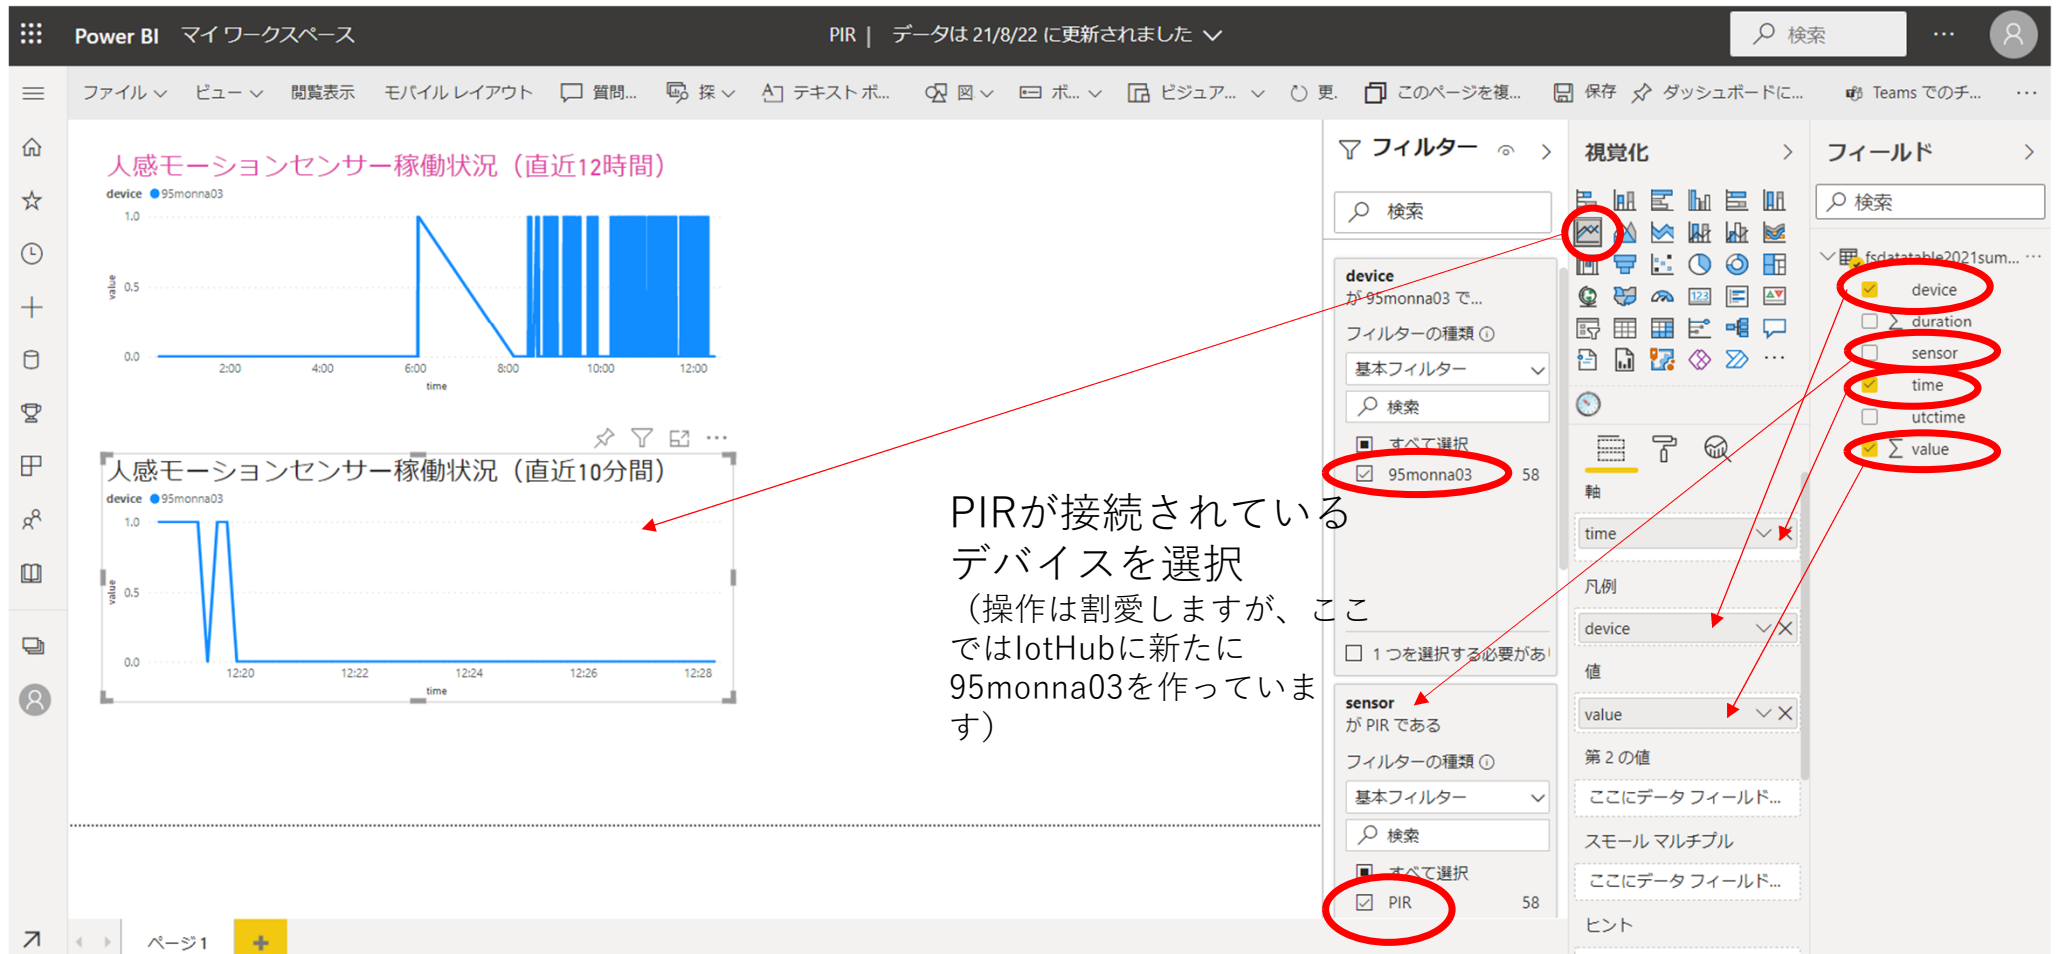 Power BI マイ ワークスペース
PIR | データは 21/8/22 に更新されました
検索
ファイル ビュー 閲覧表示 モバイル レイアウト 質問... 探 テキスト ボ... 図 ボ... ビジュア... 更. このページを複... 保存 ダッシュボードに... Teams でのチ...
人感モーションセンサー稼働状況（直近12時間）
device 95monna03
1.0
value
0.5
0.0
2:00 4:00 6:00 8:00 10:00 12:00
time
人感モーションセンサー稼働状況（直近10分間）
device 95monna03
1.0
value
0.5
0.0
12:20 12:22 12:24 12:26 12:28
time
PIRが接続されている
デバイスを選択
（操作は割愛しますが、ここ
ではIotHubに新たに
95monna03を作っていま
す）
フィルター
検索
device
が 95monna03 で...
フィルターの種類
基本フィルター
検索
すべて選択
95monna03 58
1 つを選択する必要があ
sensor
が PIR である
フィルターの種類
基本フィルター
検索
すべて選択
PIR 58
視覚化
123
軸
time
凡例
device
値
value
第 2 の値
ここにデータ フィールド...
スモール マルチプル
ここにデータ フィールド...
ヒント
フィールド
検索
fsdatatable2021sum...
device
∑ duration
sensor
time
utctime
∑ value
ページ 1
+